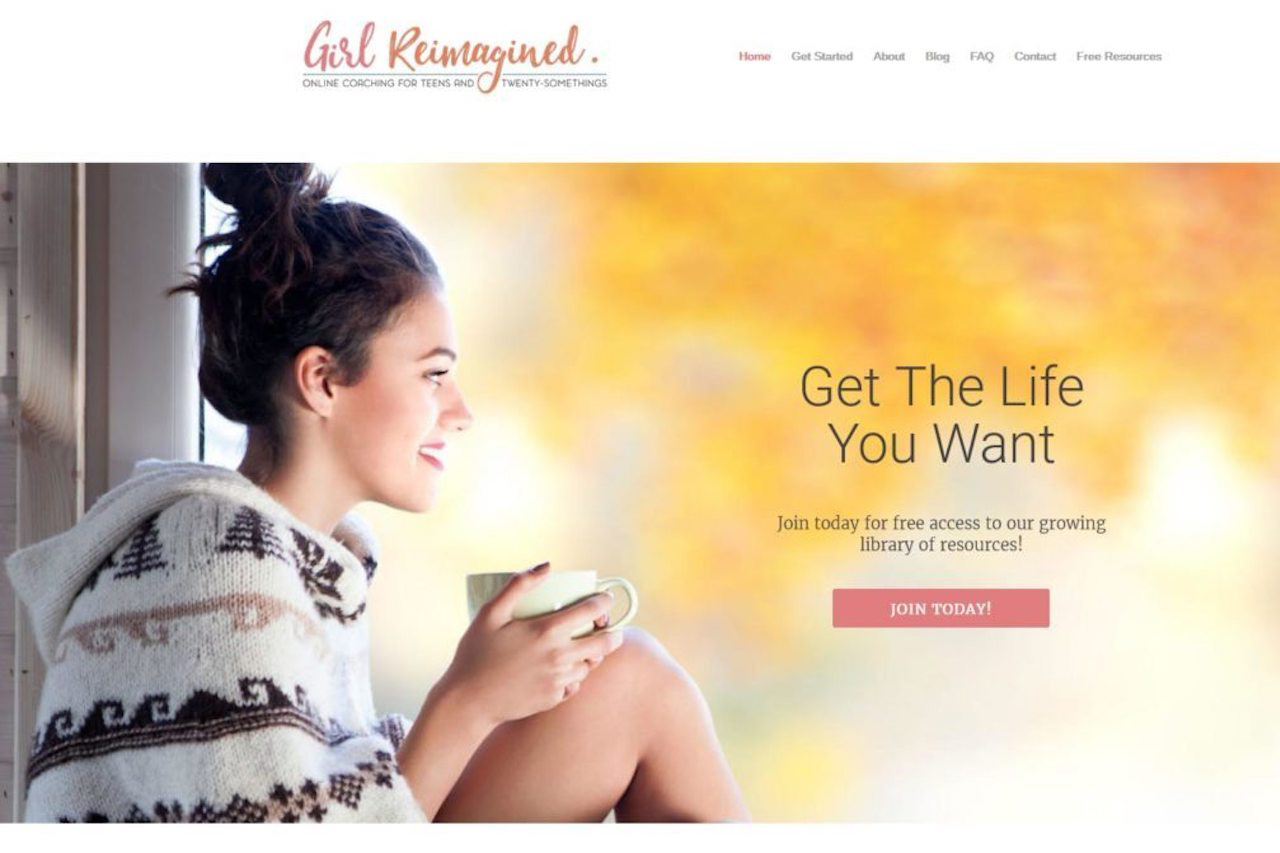 Girl Reimagined.
ONLINE COACHING FOR TEENS AND TWENTY-SOMETHINGS
Home Get Started About Blog FAQ Contact Free Resources
Get The Life
You Want
Join today for free access to our growing
library of resources!
JOIN TODAY!